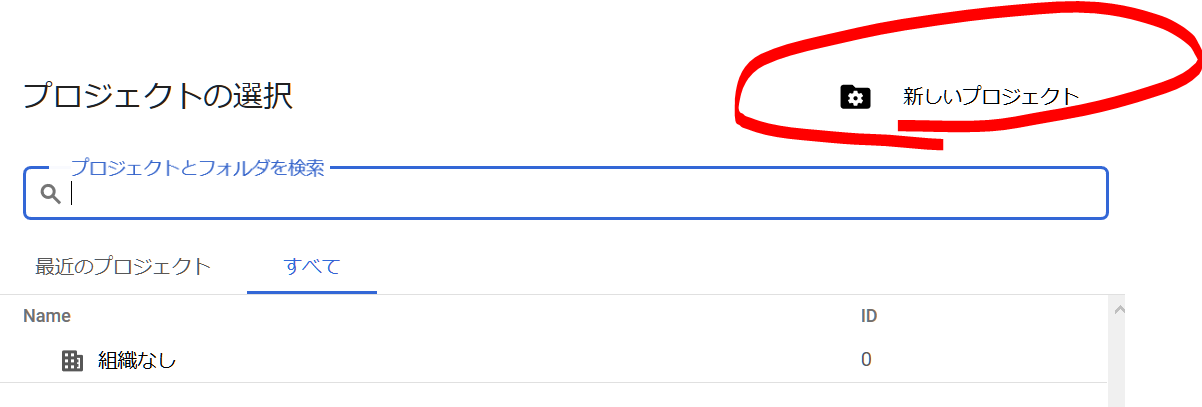 プロジェクトの選択
新しいプロジェクト
プロジェクトとフォルダを検索
最近のプロジェクト すべて
Name ID
組織なし 0